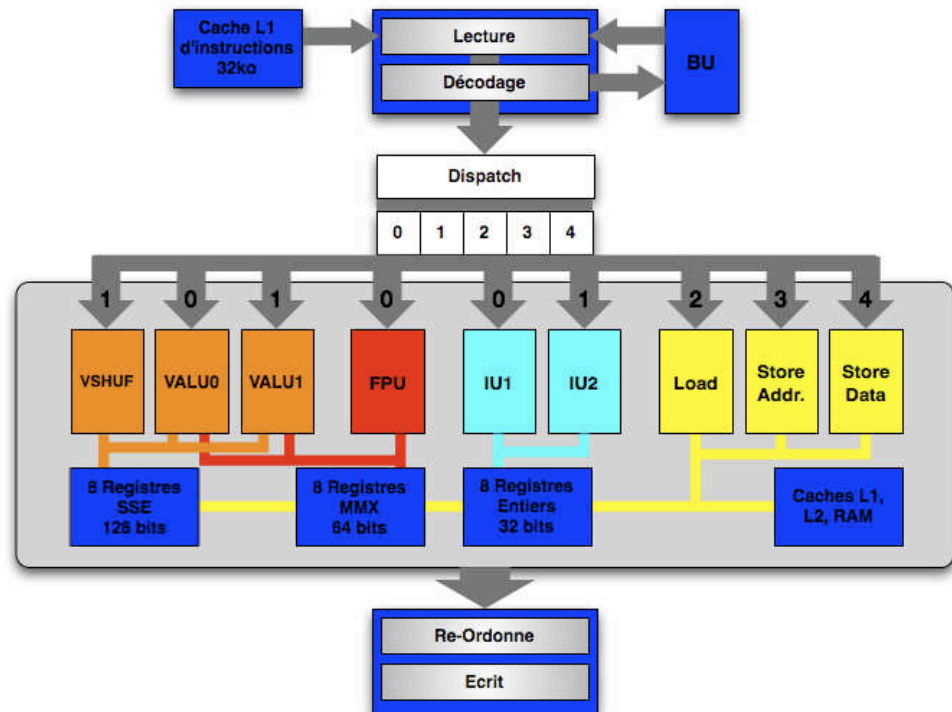 Cache L1
d'instructions
32ko
Lecture
Décodage
BU
Dispatch
0 1 2 3 4
1 0 1 0 0 1 2 3 4
VSHUF
VALU0
VALU1
FPU
IU1
IU2
Load
Store
Addr.
Store
Data
8 Registres
SSE
128 bits
8 Registres
MMX
64 bits
8 Registres
Entiers
32 bits
Caches L1,
L2, RAM
Re-Ordonne
Ecrit